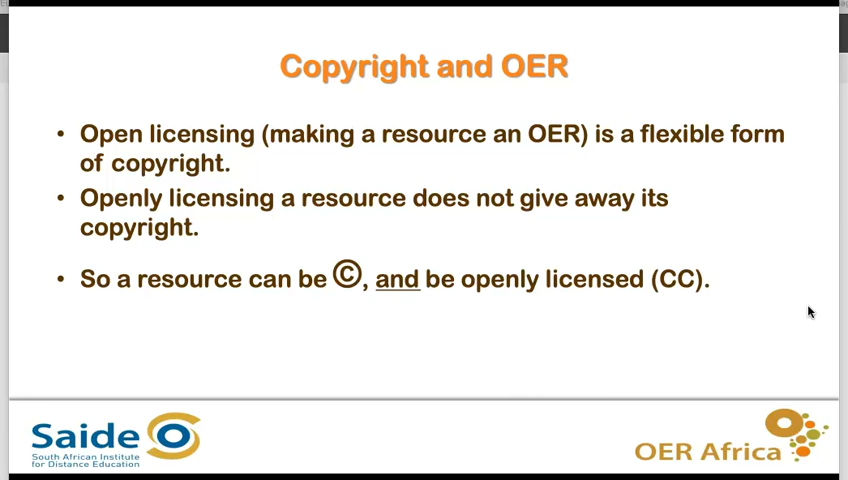 Copyright and OER
• Open licensing (making a resource an OER) is a flexible form
of copyright.
• Openly licensing a resource does not give away its
copyright.
• So a resource can be ©, and be openly licensed (CC).
Saide
South African Institute
for Distance Education
OER Africa